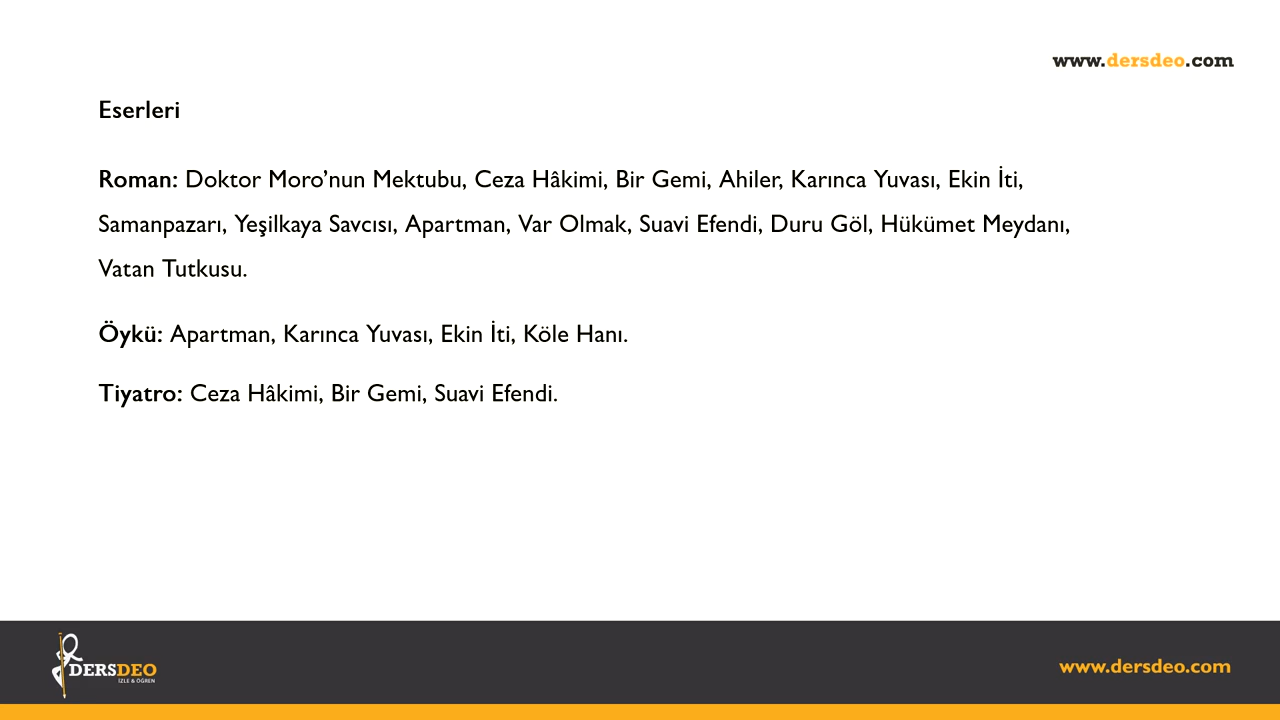 www.dersdeo.com
Eserleri
Roman: Doktor Moro’nun Mektubu, Ceza Hâkimi, Bir Gemi, Ahiler, Karınca Yuvası, Ekin İti,
Samanpazarı, Yeşilkaya Savcısı, Apartman, Var Olmak, Suavi Efendi, Duru Göl, Hükümet Meydanı,
Vatan Tutkusu.
Öykü: Apartman, Karınca Yuvası, Ekin İti, Köle Hanı.
Tiyatro: Ceza Hâkimi, Bir Gemi, Suavi Efendi.
DERSDEO
İZLE & ÖĞREN
www.dersdeo.com